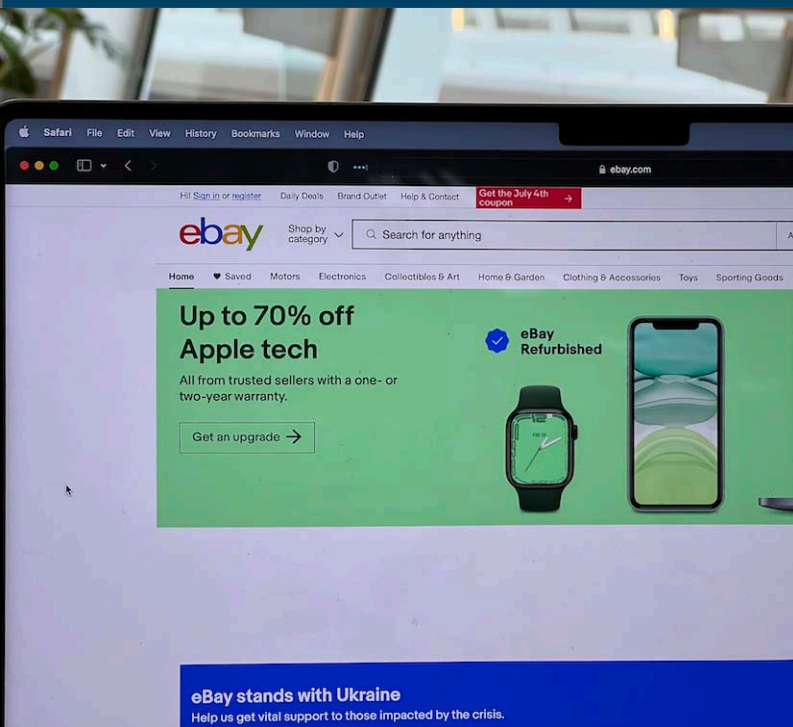 Safari File Edit View History Bookmarks Window Help
ebay.com
Hi! Sign in or register Daily Deals Brand Outlet Help & Contact
Get the July 4th
coupon
ebay
Shop by
category
Search for anything
Home Saved Motors Electronics Collectibles & Art Home & Garden Clothing & Accessories Toys Sporting Goods
Up to 70% off
Apple tech
All from trusted sellers with a one- or
two-year warranty.
Get an upgrade
eBay
Refurbished
eBay stands with Ukraine
Help us get vital support to those impacted by the crisis.